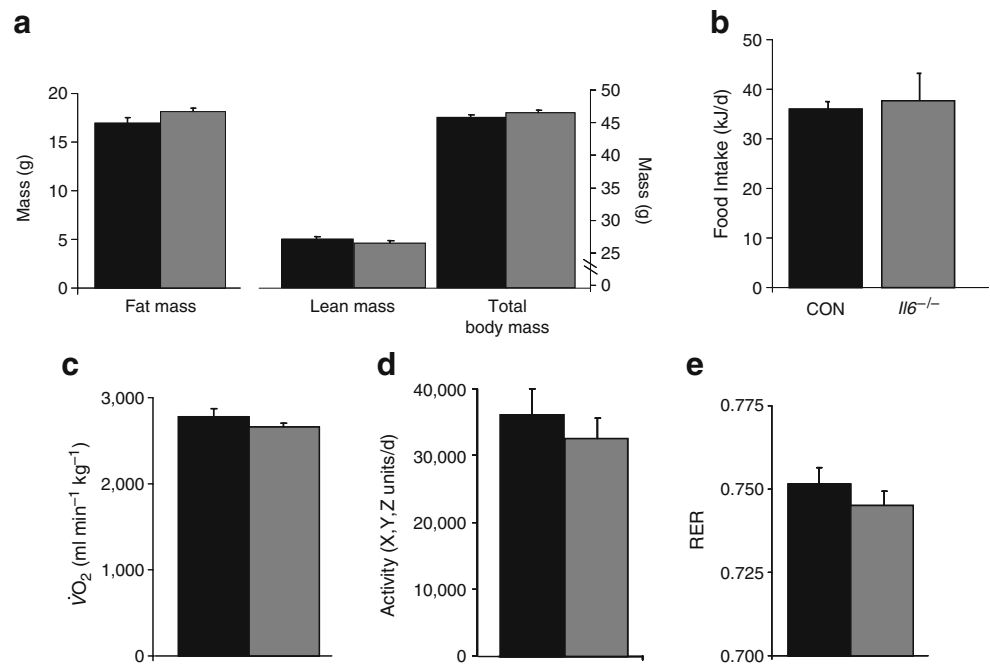 a
Mass (g)
20
15
10
5
0
Fat mass
Lean mass
Total
body mass
50
45
40
35
30
25
0
Mass (g)
b
Food Intake (kJ/d)
50
40
30
20
10
0
CON
Il6–/–
c
V̇O2 (ml min–1 kg–1)
3,000
2,000
1,000
0
d
Activity (X,Y,Z units/d)
40,000
30,000
20,000
10,000
0
e
RER
0.775
0.750
0.725
0.700